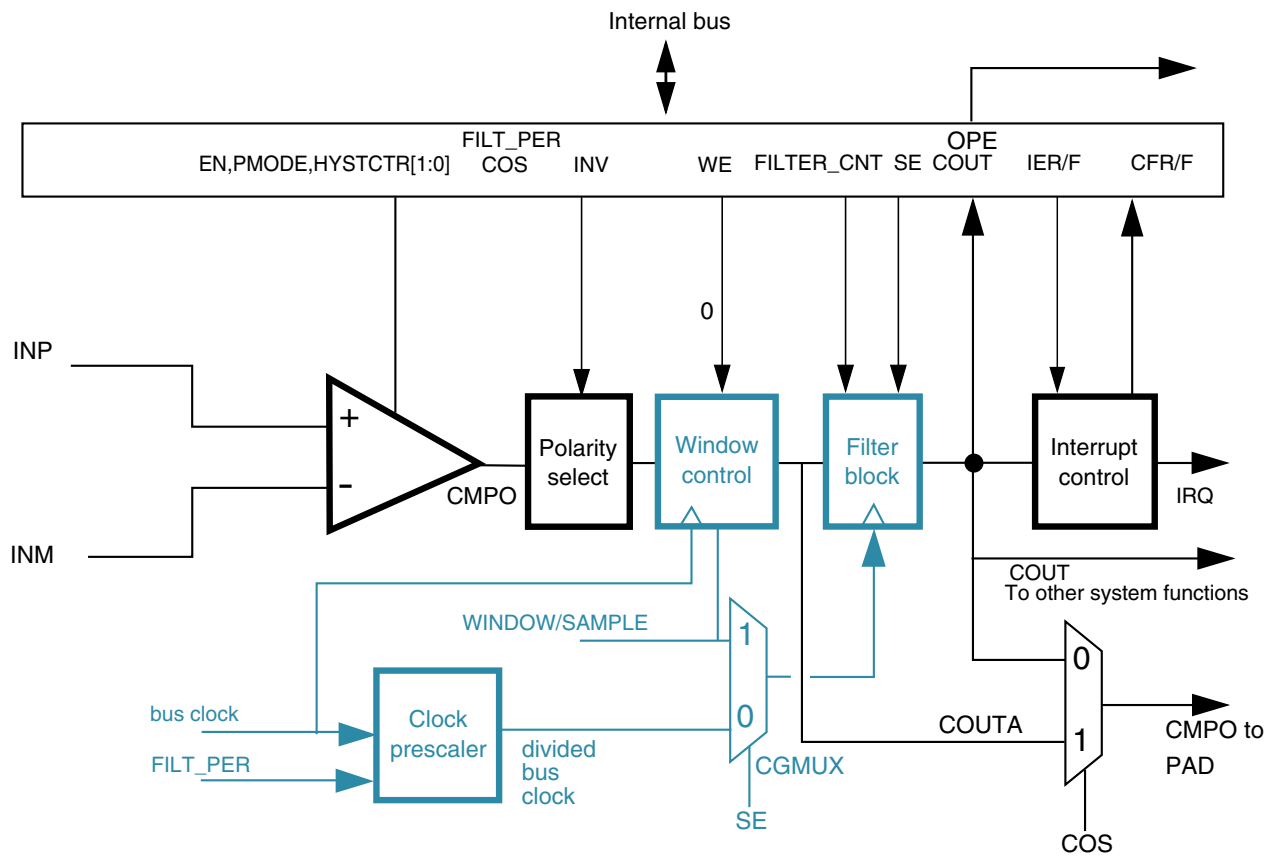 Internal bus
FILT_PER
OPE
EN,PMODE,HYSTCTR[1:0]
COS
INV
WE
FILTER_CNT
SE
COUT
IER/F
CFR/F
0
INP
+
-
INM
CMPO
Polarity
select
Window
control
Filter
block
Interrupt
control
IRQ
COUT
To other system functions
WINDOW/SAMPLE
1
0
bus clock
FILT_PER
Clock
prescaler
divided
bus
clock
CGMUX
SE
COUTA
0
1
CMPO to
PAD
COS